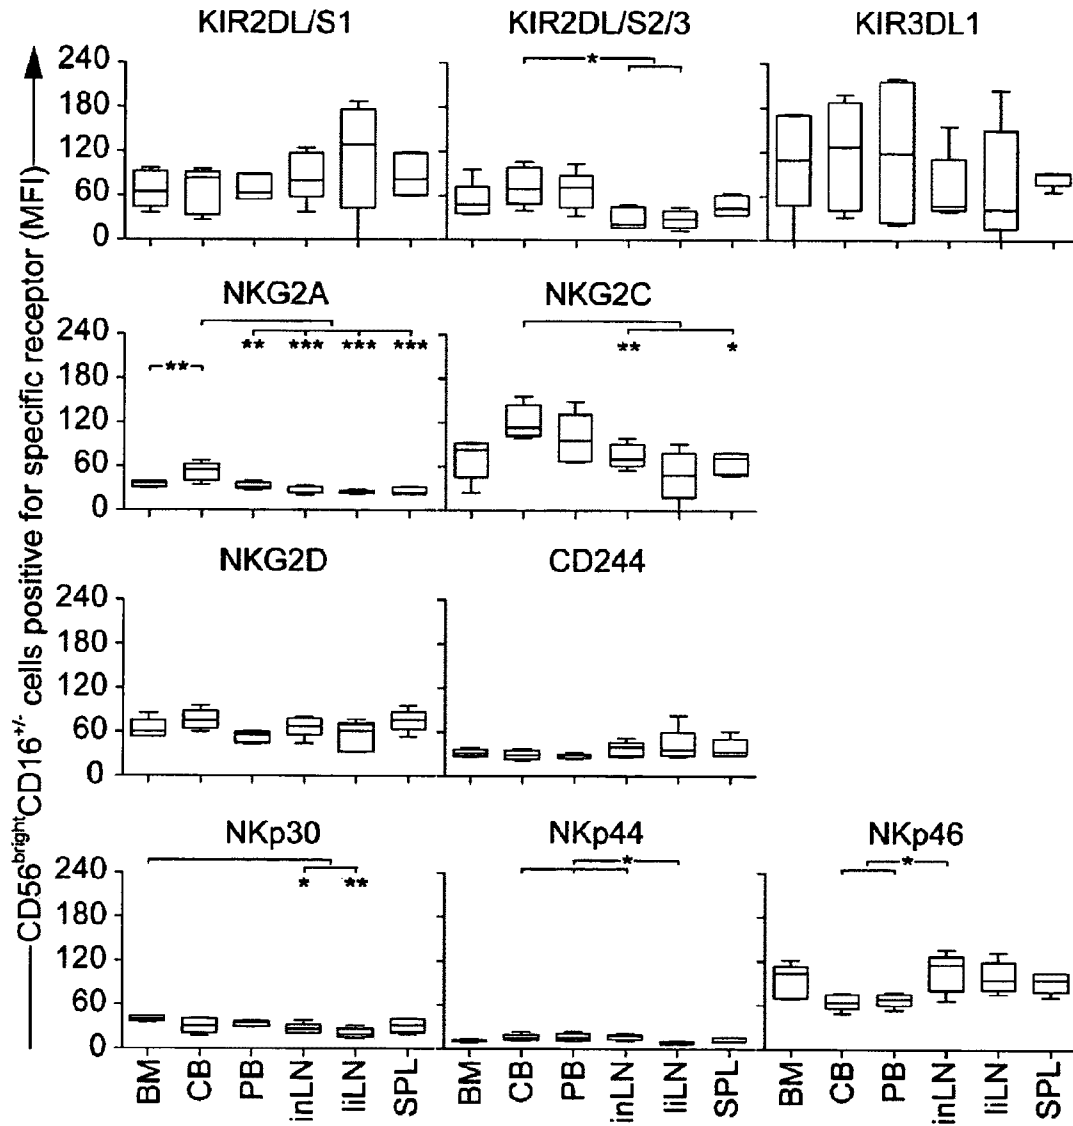 KIR2DL/S1 KIR2DL/S2/3 KIR3DL1
240
180
120
60
0
*
NKG2A NKG2C
240
180
120
60
0
** ** *** *** *** ** *
NKG2D CD244
240
180
120
60
0
NKp30 NKp44 NKp46
240
180
120
60
0
* ** * *
BM CB PB inLN liLN SPL BM CB PB inLN liLN SPL BM CB PB inLN liLN SPL
CD56bright CD16+/- cells positive for specific receptor (MFI)